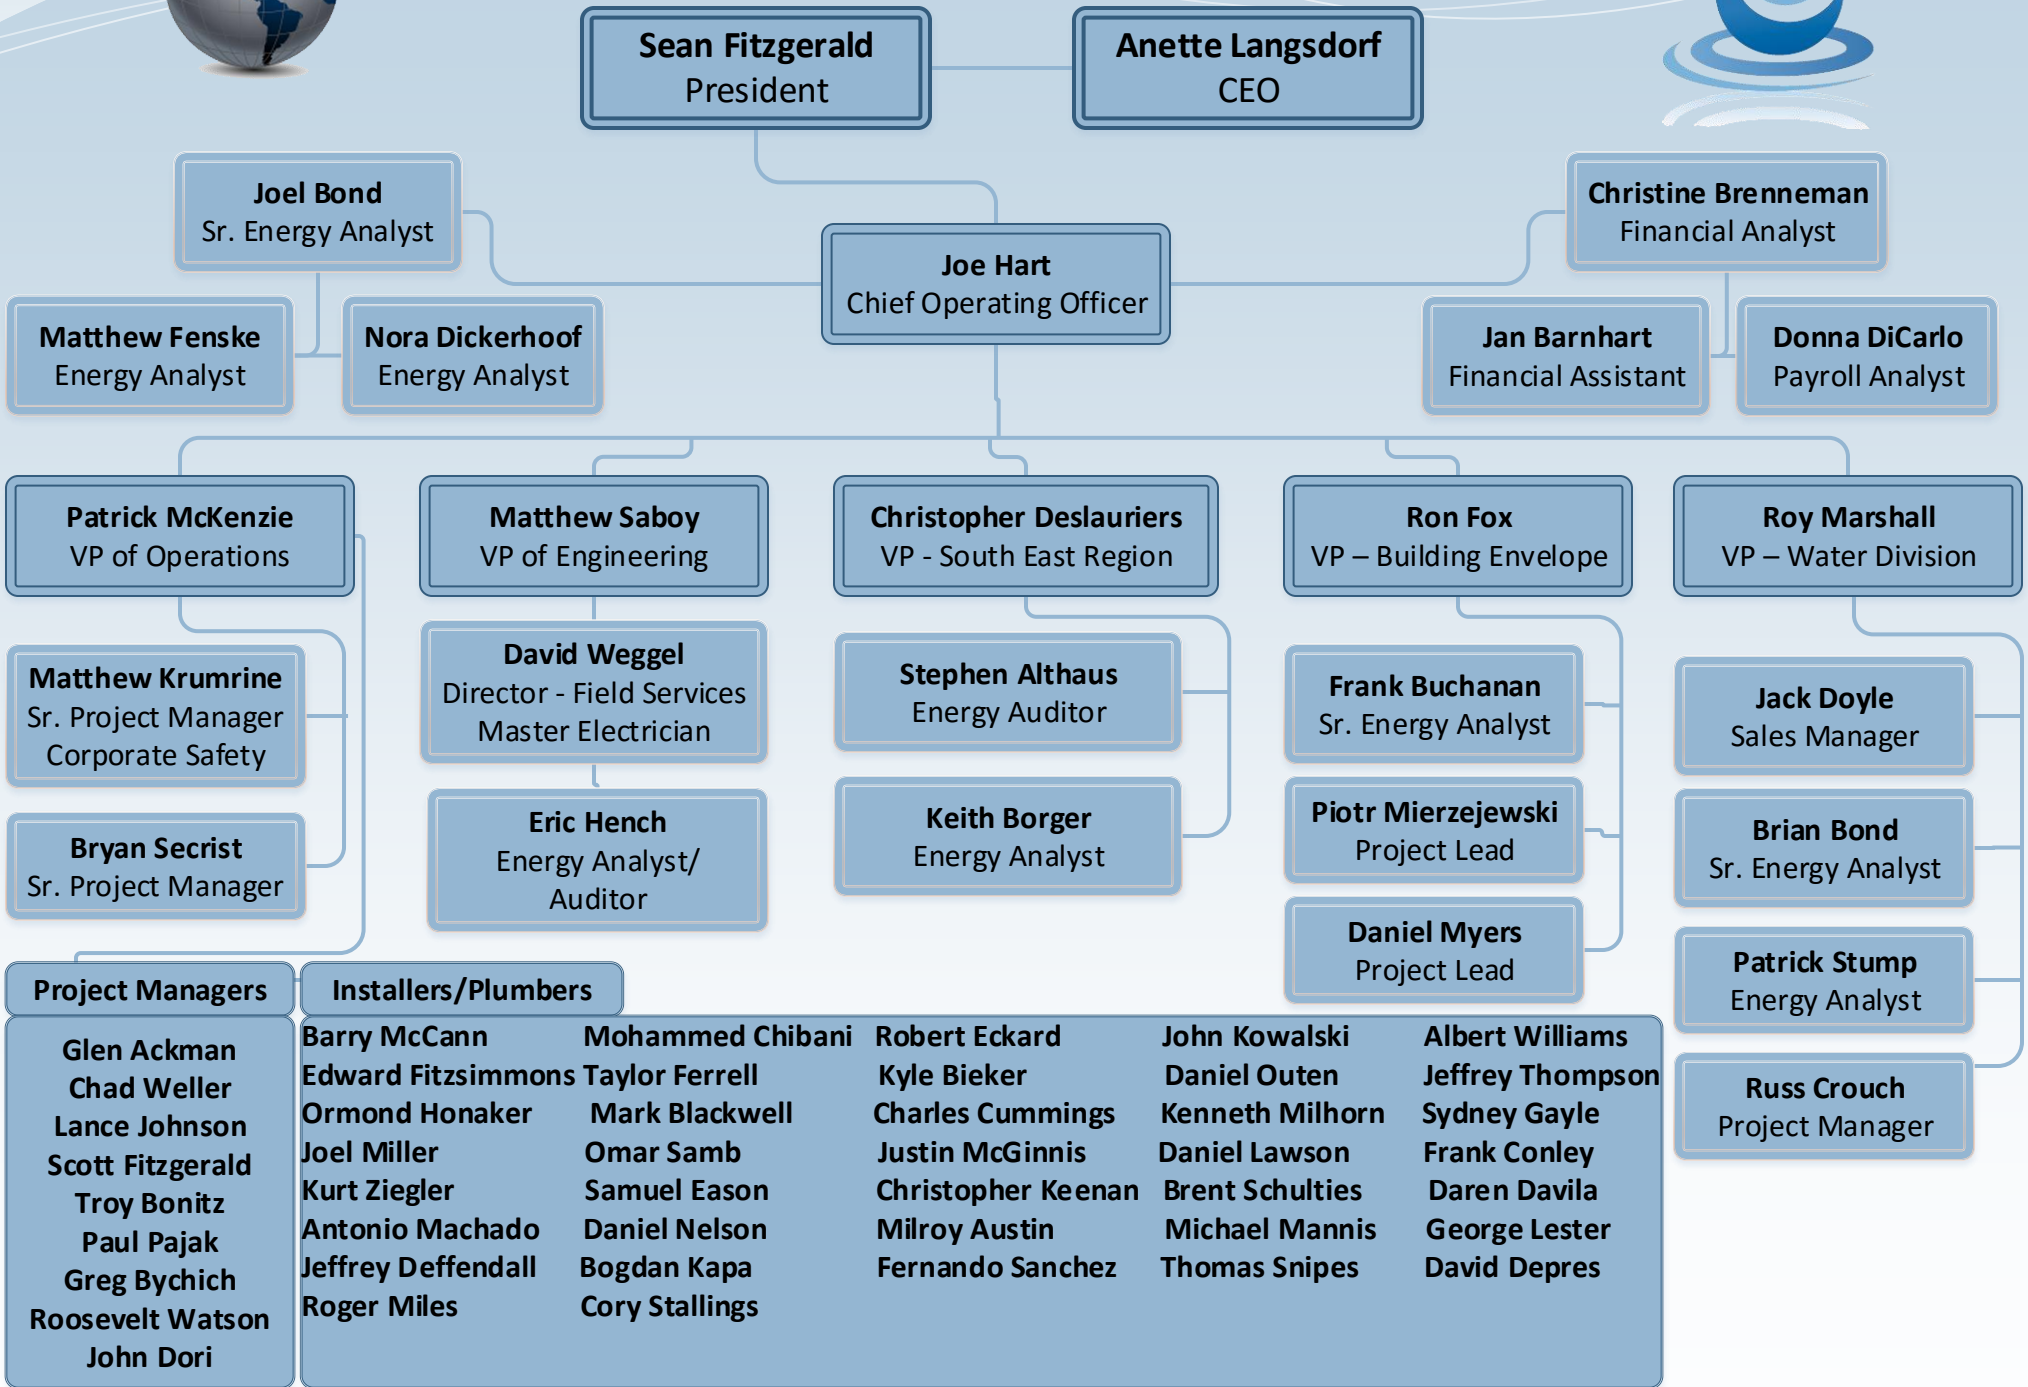 Sean Fitzgerald
President
Anette Langsdorf
CEO
Joel Bond
Sr. Energy Analyst
Christine Brenneman
Financial Analyst
Joe Hart
Chief Operating Officer
Matthew Fenske
Energy Analyst
Nora Dickerhoof
Energy Analyst
Jan Barnhart
Financial Assistant
Donna DiCarlo
Payroll Analyst
Patrick McKenzie
VP of Operations
Matthew Saboy
VP of Engineering
Christopher Deslauriers
VP - South East Region
Ron Fox
VP – Building Envelope
Roy Marshall
VP – Water Division
Matthew Krumrine
Sr. Project Manager
Corporate Safety
Bryan Secrist
Sr. Project Manager
David Weggel
Director - Field Services
Master Electrician
Eric Hench
Energy Analyst/
Auditor
Stephen Althaus
Energy Auditor
Keith Borger
Energy Analyst
Frank Buchanan
Sr. Energy Analyst
Piotr Mierzejewski
Project Lead
Daniel Myers
Project Lead
Jack Doyle
Sales Manager
Brian Bond
Sr. Energy Analyst
Patrick Stump
Energy Analyst
Russ Crouch
Project Manager
Project Managers
Glen Ackman
Chad Weller
Lance Johnson
Scott Fitzgerald
Troy Bonitz
Paul Pajak
Greg Bychich
Roosevelt Watson
John Dori
Installers/Plumbers
Barry McCann
Edward Fitzsimmons
Ormond Honaker
Joel Miller
Kurt Ziegler
Antonio Machado
Jeffrey Deffendall
Roger Miles
Mohammed Chibani
Taylor Ferrell
Mark Blackwell
Omar Samb
Samuel Eason
Daniel Nelson
Bogdan Kapa
Cory Stallings
Robert Eckard
Kyle Bieker
Charles Cummings
Justin McGinnis
Christopher Keenan
Milroy Austin
Fernando Sanchez
John Kowalski
Daniel Outen
Kenneth Milhorn
Daniel Lawson
Brent Schulties
Michael Mannis
Thomas Snipes
Albert Williams
Jeffrey Thompson
Sydney Gayle
Frank Conley
Daren Davila
George Lester
David Depres